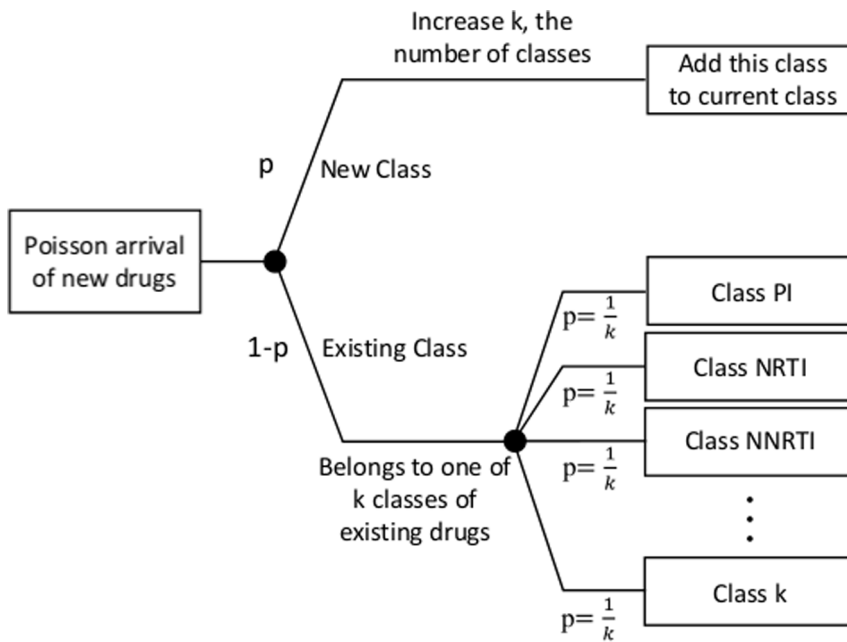 Increase k, the
number of classes
Add this class
to current class
p
New Class
Poisson arrival
of new drugs
1-p
Existing Class
Belongs to one of
k classes of
existing drugs
p= 1/k
Class PI
p= 1/k
Class NRTI
p= 1/k
Class NNRTI
p= 1/k
Class k